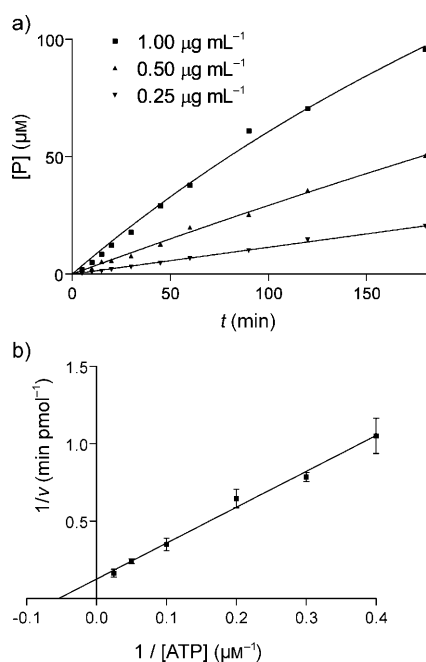 a)
100
1.00 μg mL⁻¹
0.50 μg mL⁻¹
0.25 μg mL⁻¹
[P] (μM)
50
0
0 50 100 150
t (min)
b)
1.5
1/v (min pmol⁻¹)
1.0
0.5
-0.1 0.0 0.1 0.2 0.3 0.4
1 / [ATP] (μM⁻¹)